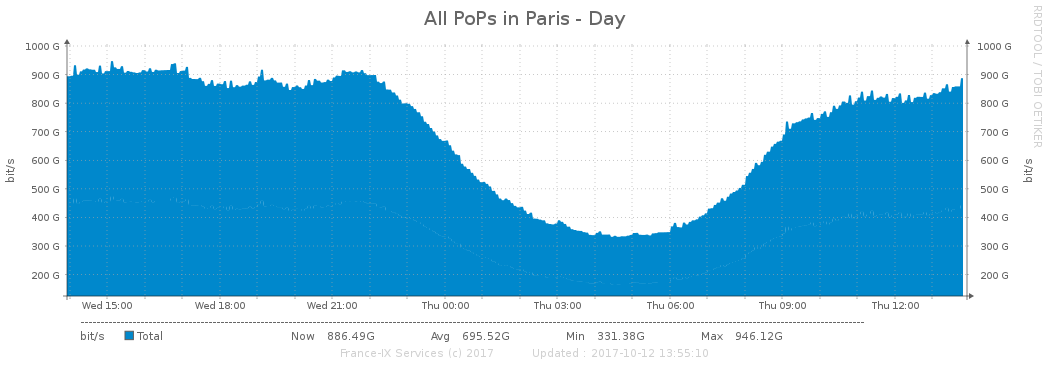 All PoPs in Paris - Day
RRDTOOL / TOBI OETIKER
1000 G 1000 G
900 G 900 G
800 G 800 G
700 G 700 G
600 G 600 G
500 G 500 G
400 G 400 G
300 G 300 G
200 G 200 G
bit/s bit/s
Wed 15:00 Wed 18:00 Wed 21:00 Thu 00:00 Thu 03:00 Thu 06:00 Thu 09:00 Thu 12:00
bit/s Total Now 886.49G Avg 695.52G Min 331.38G Max 946.12G
France-IX Services (c) 2017 Updated : 2017-10-12 13:55:10